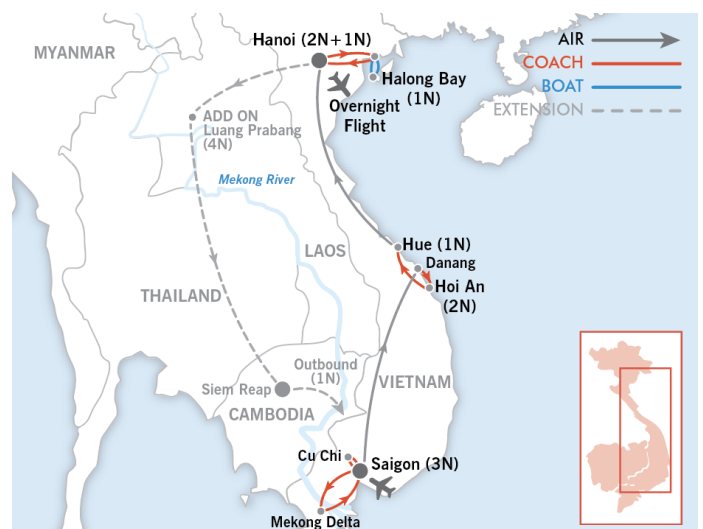 Hanoi (2N+1N)
AIR
MYANMAR
COACH
Halong Bay
(1N)
BOAT
Overnight
Flight
EXTENSION
ADD ON
Luang Prabang
(4N)
Mekong River
LAOS
Hue (1N)
Danang
Hoi An
(2N)
THAILAND
Outbound
(1N)
VIETNAM
Siem Reap
CAMBODIA
Cu Chi
Saigon (3N)
Mekong Delta